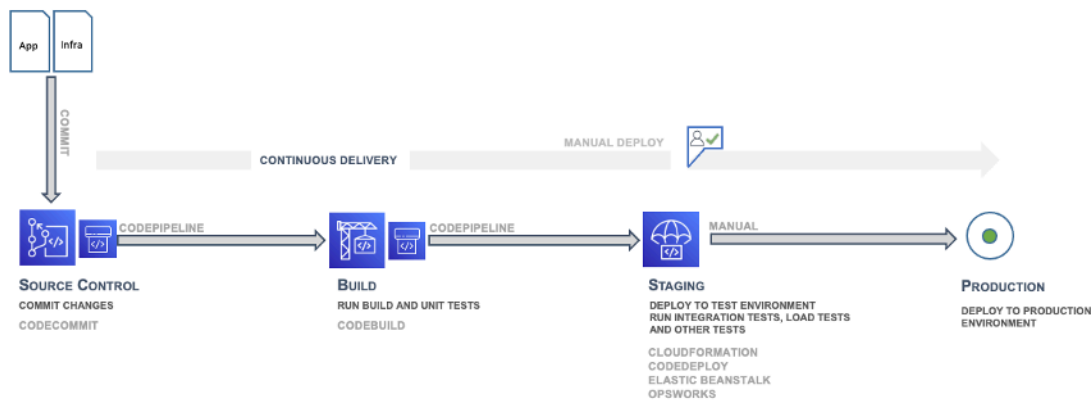 App
Infra
COMMIT
MANUAL DEPLOY
CONTINUOUS DELIVERY
CODEPIPELINE
CODEPIPELINE
MANUAL
SOURCE CONTROL
COMMIT CHANGES
CODECOMMIT
BUILD
RUN BUILD AND UNIT TESTS
CODEBUILD
STAGING
DEPLOY TO TEST ENVIRONMENT
RUN INTEGRATION TESTS, LOAD TESTS
AND OTHER TESTS
CLOUDFORMATION
CODEDEPLOY
ELASTIC BEANSTALK
OPSWORKS
PRODUCTION
DEPLOY TO PRODUCTION
ENVIRONMENT